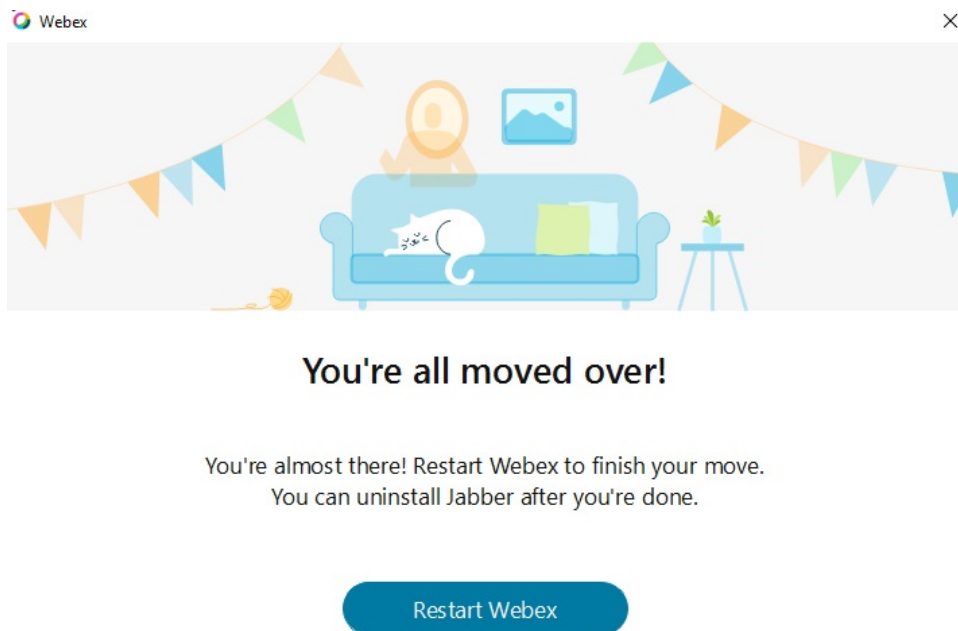 Webex
You're all moved over!
You're almost there! Restart Webex to finish your move.
You can uninstall Jabber after you're done.
Restart Webex